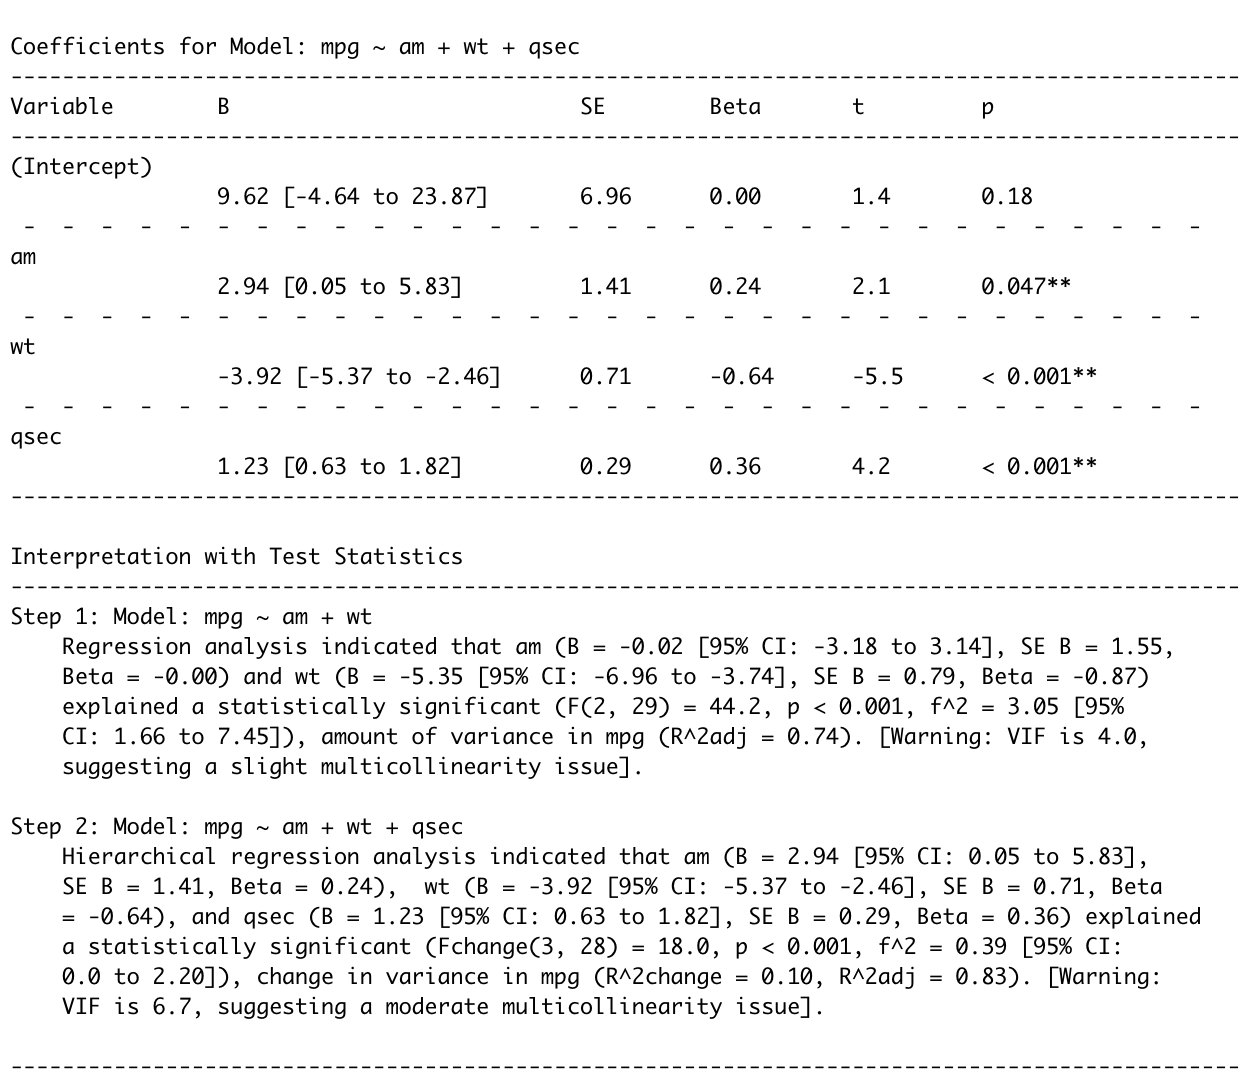 Coefficients for Model: mpg ~ am + wt + qsec
------------------------------------------------------------------------------------------------
Variable        B                           SE        Beta       t         p
------------------------------------------------------------------------------------------------
(Intercept)
                9.62 [-4.64 to 23.87]       6.96      0.00       1.4       0.18
 -  -  -  -  -  -  -  -  -  -  -  -  -  -  -  -  -  -  -  -  -  -  -  -  -  -  -  -  -  -  -
am
                2.94 [0.05 to 5.83]         1.41      0.24       2.1       0.047**
 -  -  -  -  -  -  -  -  -  -  -  -  -  -  -  -  -  -  -  -  -  -  -  -  -  -  -  -  -  -  -
wt
                -3.92 [-5.37 to -2.46]      0.71      -0.64      -5.5      < 0.001**
 -  -  -  -  -  -  -  -  -  -  -  -  -  -  -  -  -  -  -  -  -  -  -  -  -  -  -  -  -  -  -
qsec
                1.23 [0.63 to 1.82]         0.29      0.36       4.2       < 0.001**
------------------------------------------------------------------------------------------------
Interpretation with Test Statistics
------------------------------------------------------------------------------------------------
Step 1: Model: mpg ~ am + wt
    Regression analysis indicated that am (B = -0.02 [95% CI: -3.18 to 3.14], SE B = 1.55,
    Beta = -0.00) and wt (B = -5.35 [95% CI: -6.96 to -3.74], SE B = 0.79, Beta = -0.87)
    explained a statistically significant (F(2, 29) = 44.2, p < 0.001, f^2 = 3.05 [95%
    CI: 1.66 to 7.45]), amount of variance in mpg (R^2adj = 0.74). [Warning: VIF is 4.0,
    suggesting a slight multicollinearity issue].
Step 2: Model: mpg ~ am + wt + qsec
    Hierarchical regression analysis indicated that am (B = 2.94 [95% CI: 0.05 to 5.83],
    SE B = 1.41, Beta = 0.24),  wt (B = -3.92 [95% CI: -5.37 to -2.46], SE B = 0.71, Beta
    = -0.64), and qsec (B = 1.23 [95% CI: 0.63 to 1.82], SE B = 0.29, Beta = 0.36) explained
    a statistically significant (Fchange(3, 28) = 18.0, p < 0.001, f^2 = 0.39 [95% CI:
    0.0 to 2.20]), change in variance in mpg (R^2change = 0.10, R^2adj = 0.83). [Warning:
    VIF is 6.7, suggesting a moderate multicollinearity issue].
------------------------------------------------------------------------------------------------